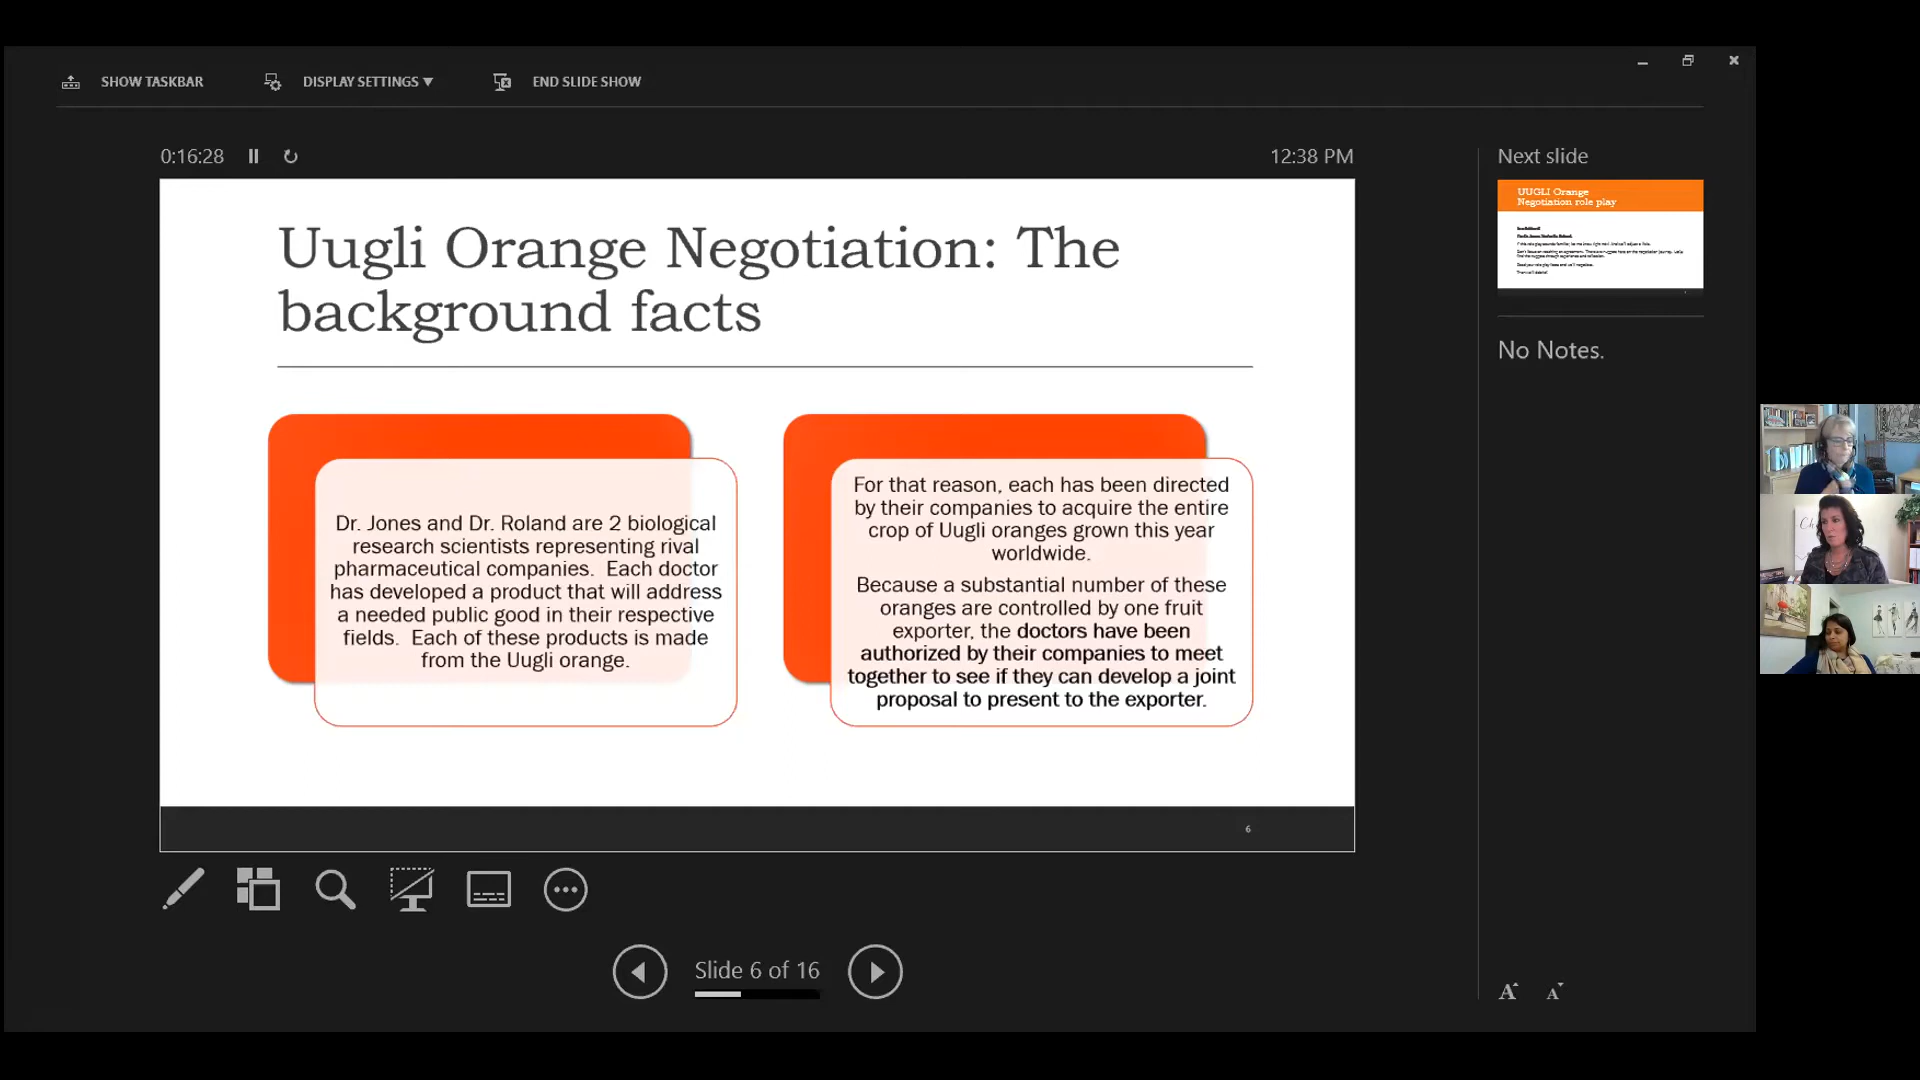 SHOW TASKBAR
DISPLAY SETTINGS ▼
END SLIDE SHOW
0:16:28
12:38 PM
Next slide
Uugli Orange Negotiation: The
background facts
Dr. Jones and Dr. Roland are 2 biological
research scientists representing rival
pharmaceutical companies. Each doctor
has developed a product that will address
a needed public good in their respective
fields. Each of these products is made
from the Uugli orange.
For that reason, each has been directed
by their companies to acquire the entire
crop of Uugli oranges grown this year
worldwide.
Because a substantial number of these
oranges are controlled by one fruit
exporter, the doctors have been
authorized by their companies to meet
together to see if they can develop a joint
proposal to present to the exporter.
6
UUGLI Orange
Negotiation role play
No Notes.
Slide 6 of 16
A
A